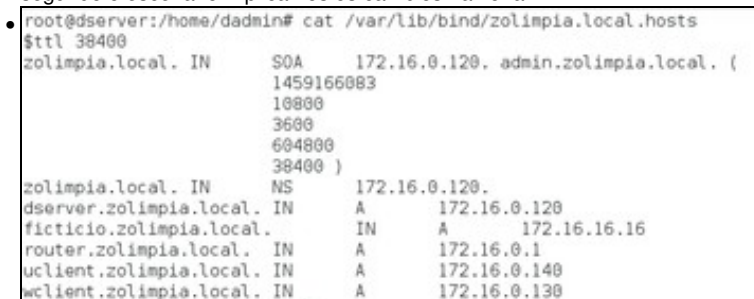 root@dserver:/home/dadmin# cat /var/lib/bind/zolimpia.local.hosts
$ttl 38400
zolimpia.local. IN SOA 172.16.0.120. admin.zolimpia.local. (
1459166083
10800
3600
604800
38400 )
zolimpia.local. IN NS 172.16.0.120.
dserver.zolimpia.local. IN A 172.16.0.120
ficticio.zolimpia.local. IN A 172.16.16.16
router.zolimpia.local. IN A 172.16.0.1
uclient.zolimpia.local. IN A 172.16.0.140
wclient.zolimpia.local. IN A 172.16.0.130